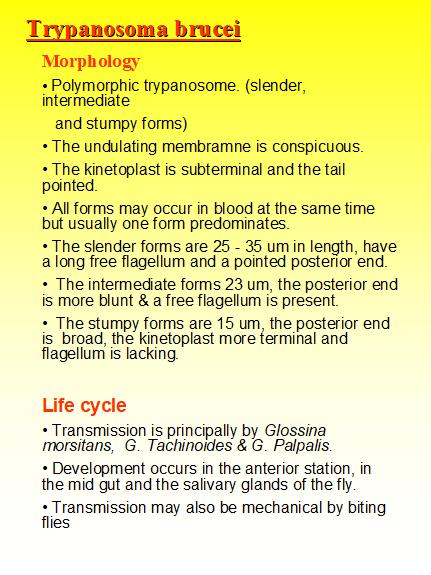 Trypanosoma brucei
Morphology
• Polymorphic trypanosome. (slender,
intermediate
and stumpy forms)
• The undulating membramne is conspicuous.
• The kinetoplast is subterminal and the tail
pointed.
• All forms may occur in blood at the same time
but usually one form predominates.
• The slender forms are 25 - 35 um in length, have
a long free flagellum and a pointed posterior end.
• The intermediate forms 23 um, the posterior end
is more blunt & a free flagellum is present.
• The stumpy forms are 15 um, the posterior end
is broad, the kinetoplast more terminal and
flagellum is lacking.
Life cycle
• Transmission is principally by Glossina
morsitans, G. Tachinoides & G. Palpalis.
• Development occurs in the anterior station, in
the mid gut and the salivary glands of the fly.
• Transmission may also be mechanical by biting
flies